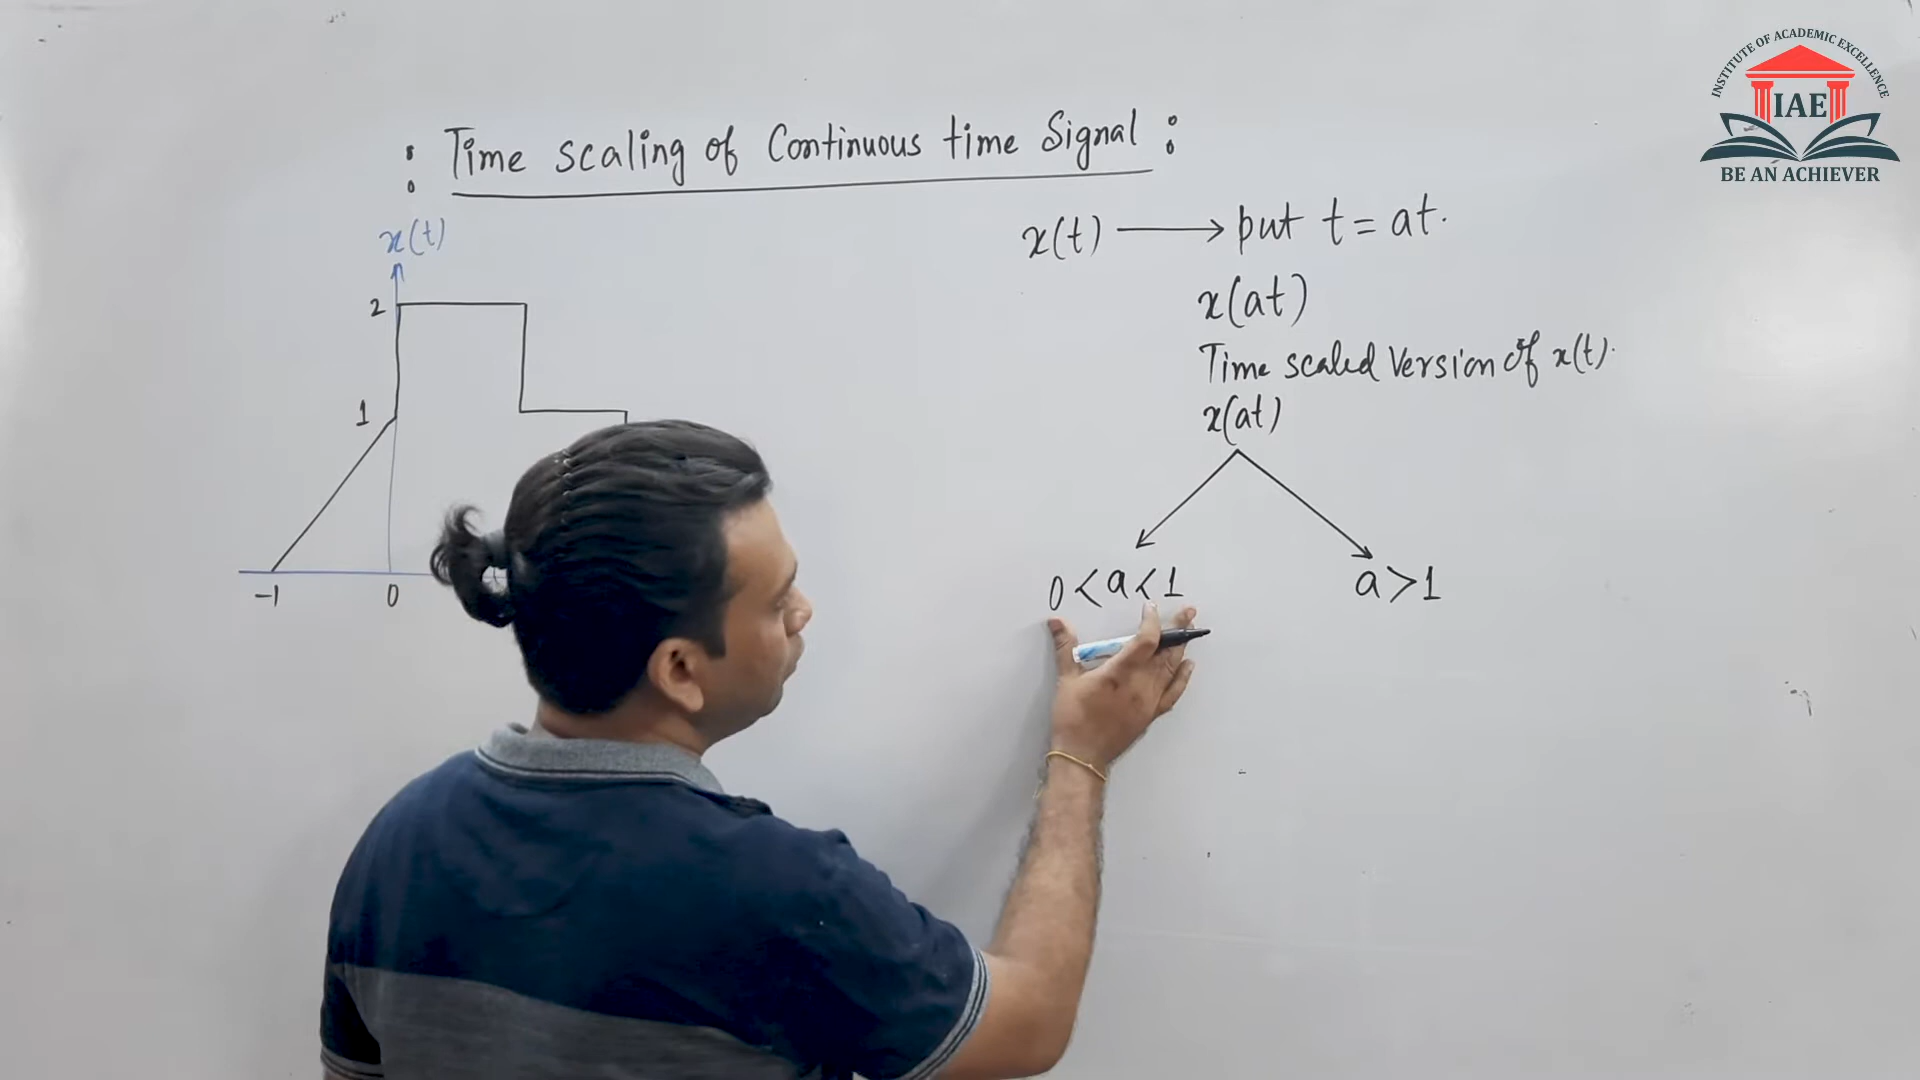 INSTITUTE OF ACADEMIC EXCELLENCE
IAE
BE AN ACHIEVER
: Time scaling of Continuous time Signal :
x(t)
2
1
-1 0
x(t) → put t = at.
x(at)
Time scaled Version of x(t).
x(at)
0<a<1 a>1